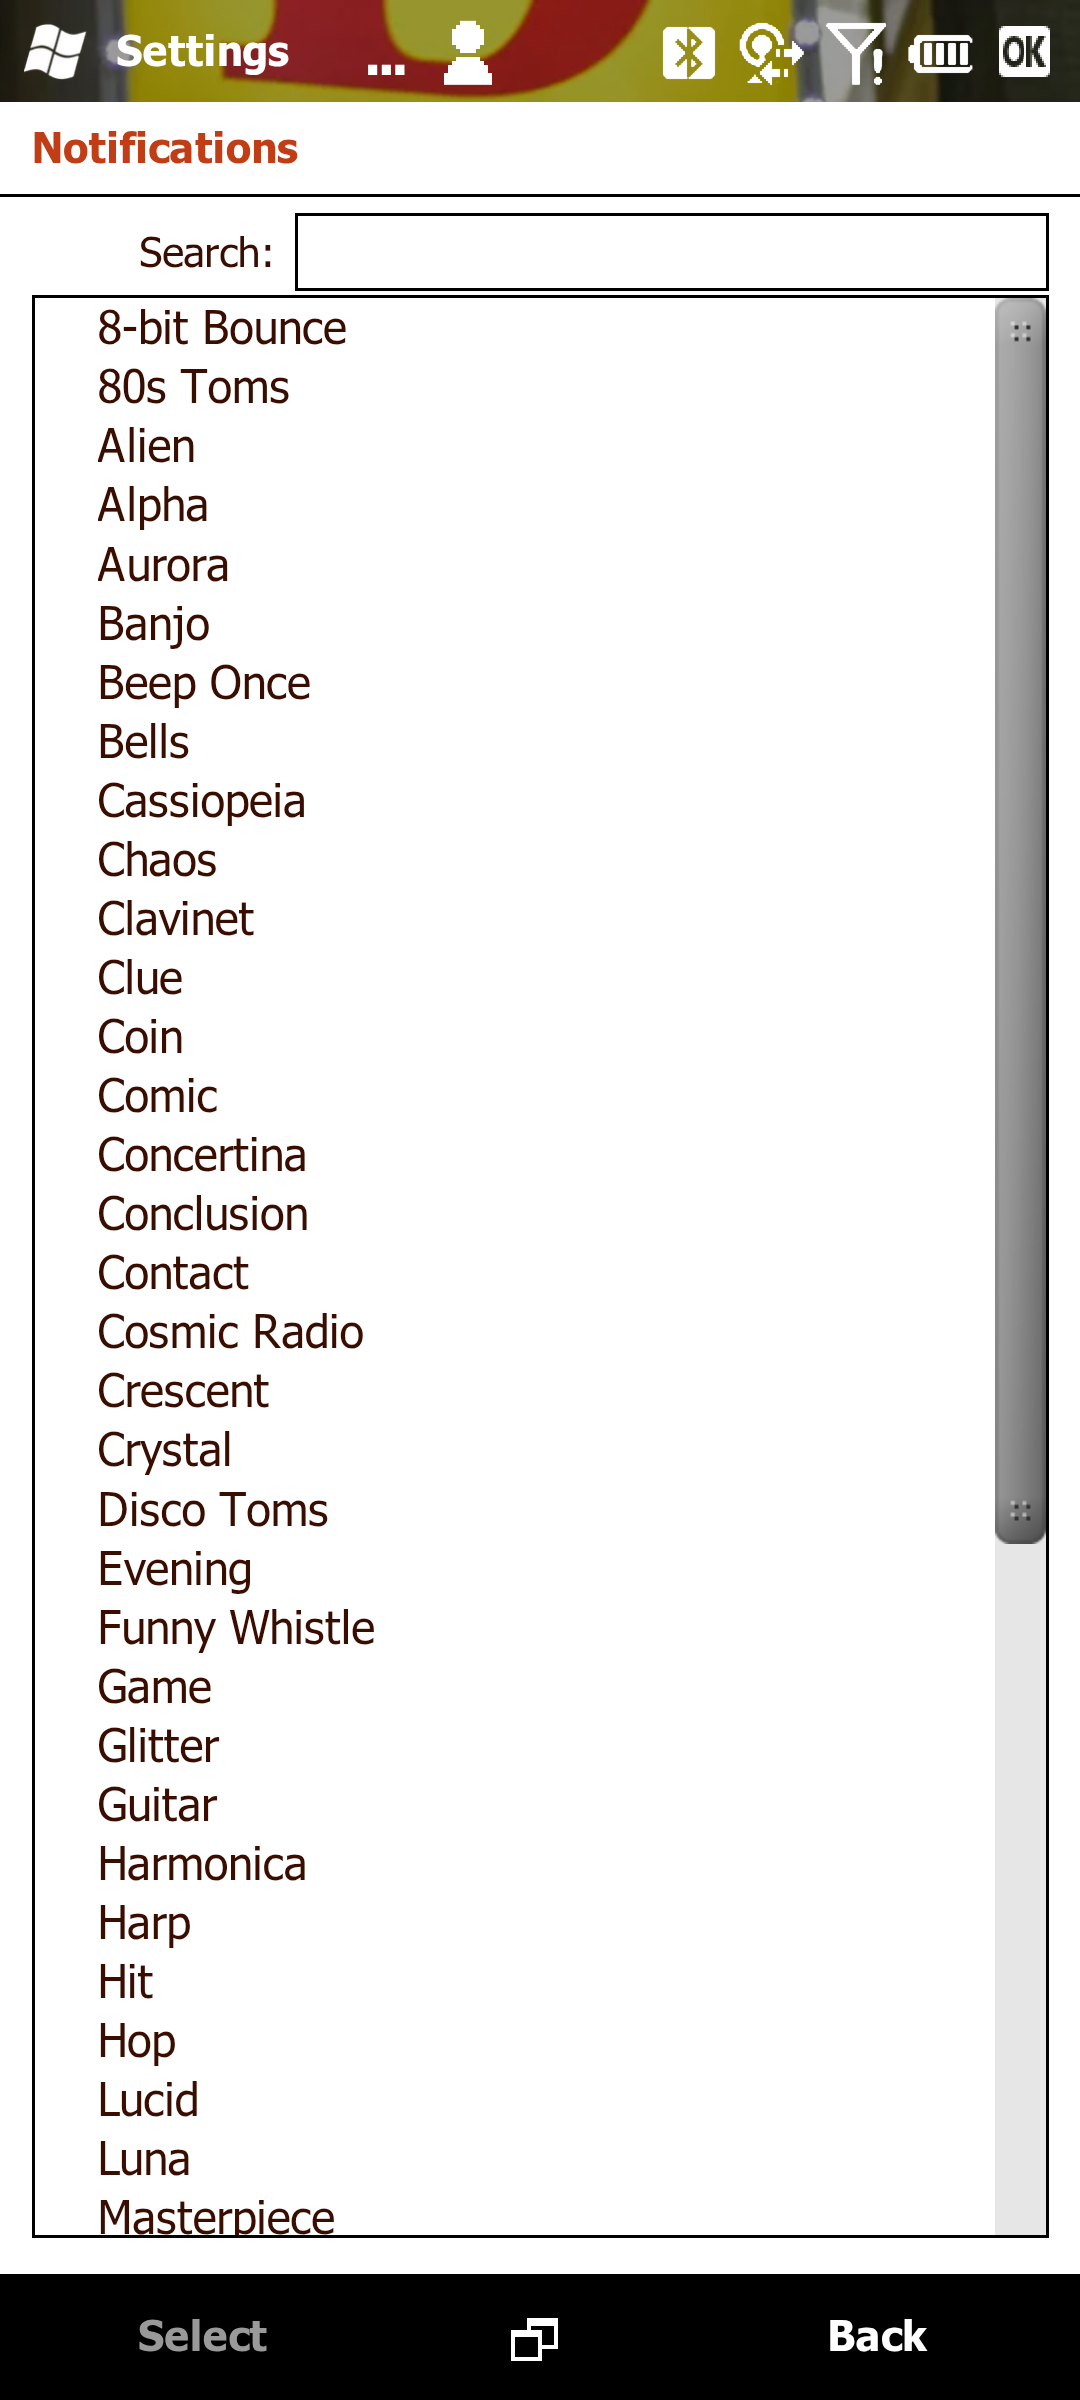 Settings
...
OK
Notifications
Search:
8-bit Bounce
80s Toms
Alien
Alpha
Aurora
Banjo
Beep Once
Bells
Cassiopeia
Chaos
Clavinet
Clue
Coin
Comic
Concertina
Conclusion
Contact
Cosmic Radio
Crescent
Crystal
Disco Toms
Evening
Funny Whistle
Game
Glitter
Guitar
Harmonica
Harp
Hit
Hop
Lucid
Luna
Masterpiece
Select
Back